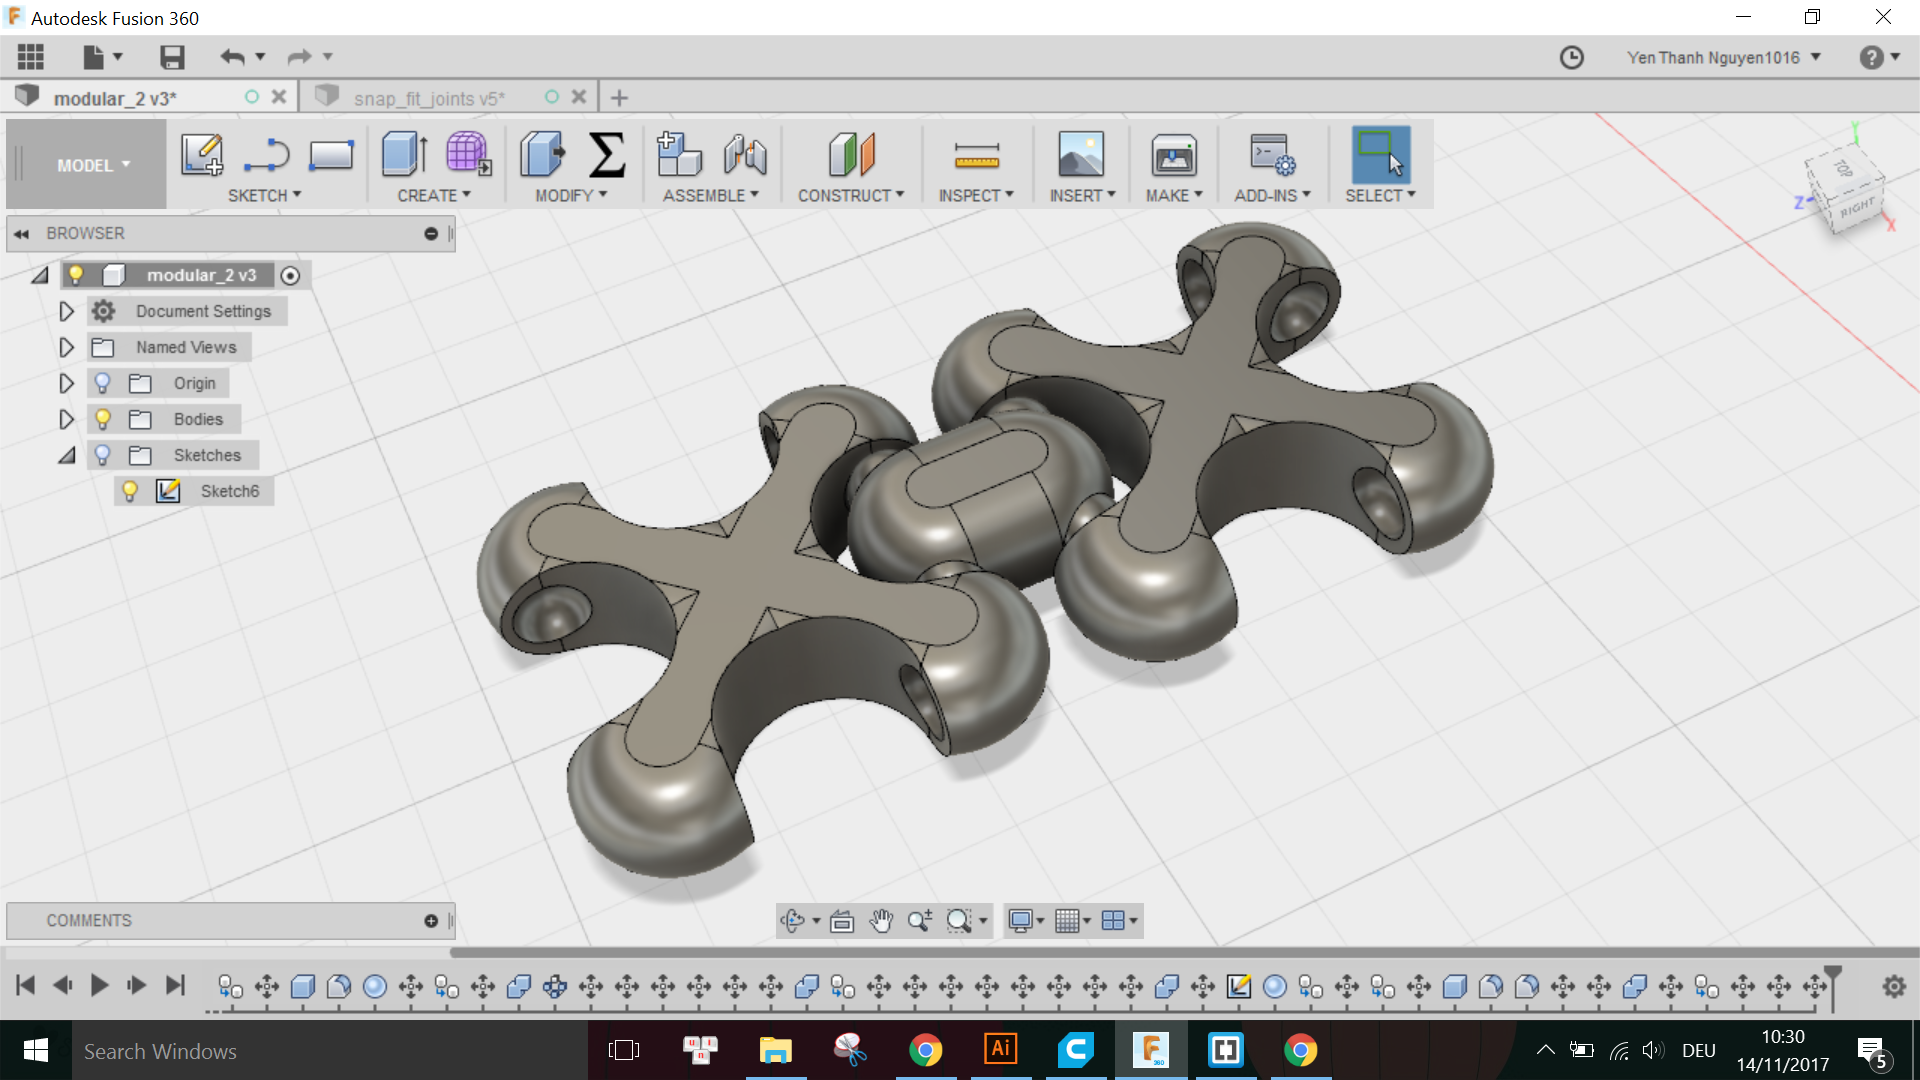 Autodesk Fusion 360
Yen Thanh Nguyen1016
modular_2 v3*
snap_fit_joints v5*
MODEL
SKETCH
CREATE
MODIFY
ASSEMBLE
CONSTRUCT
INSPECT
INSERT
MAKE
ADD-INS
SELECT
TOP
RIGHT
Y
Z
X
BROWSER
modular_2 v3
Document Settings
Named Views
Origin
Bodies
Sketches
Sketch6
COMMENTS
Search Windows
u n i
Ai
F
360
DEU
10:30
14/11/2017
5